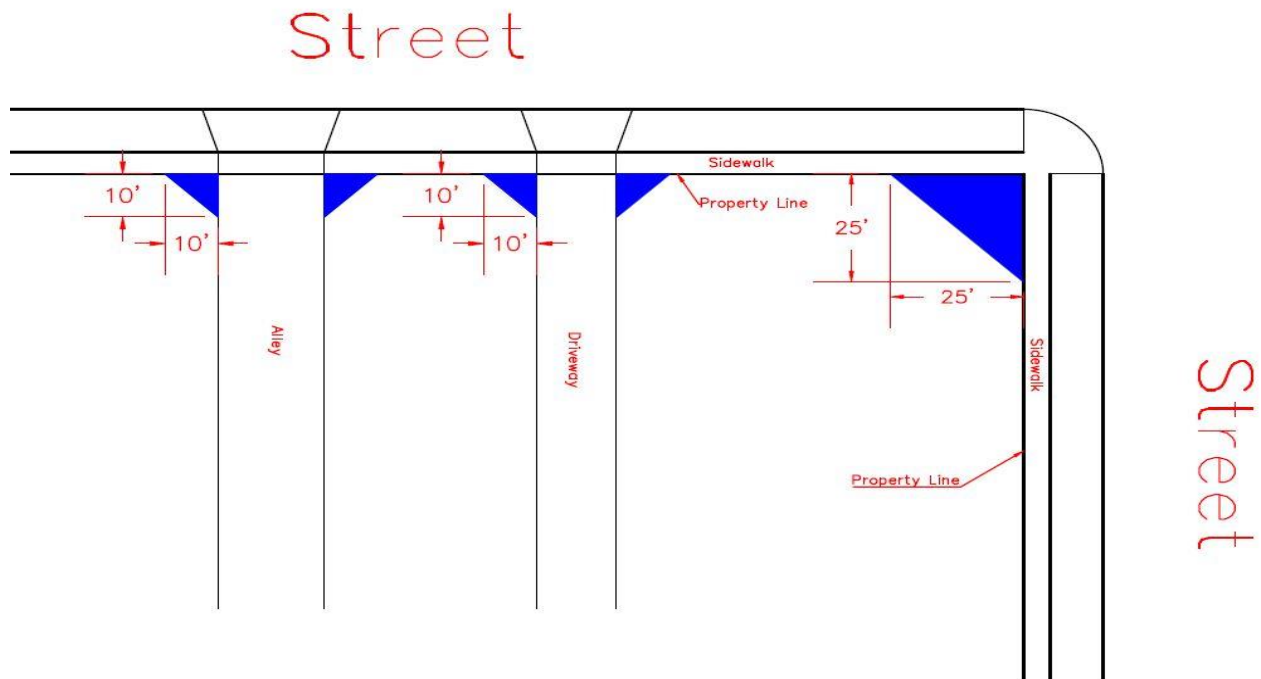 Street
Sidewalk
10'
10'
Property Line
25'
10'
10'
25'
Alley
Driveway
Sidewalk
Street
Property Line